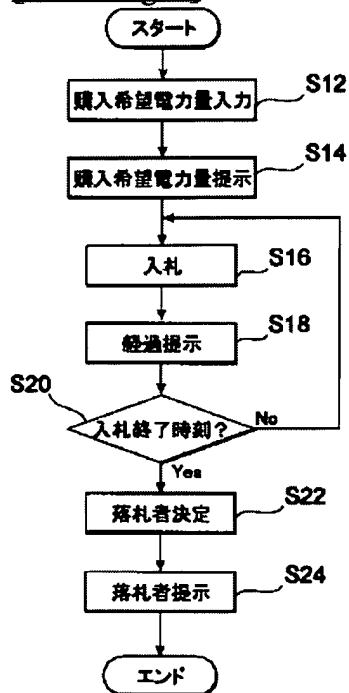 スタート
購入希望電力量入力 S12
購入希望電力量提示 S14
入札 S16
経過提示 S18
S20
入札終了時刻? No
Yes
落札者決定 S22
落札者提示 S24
エンド